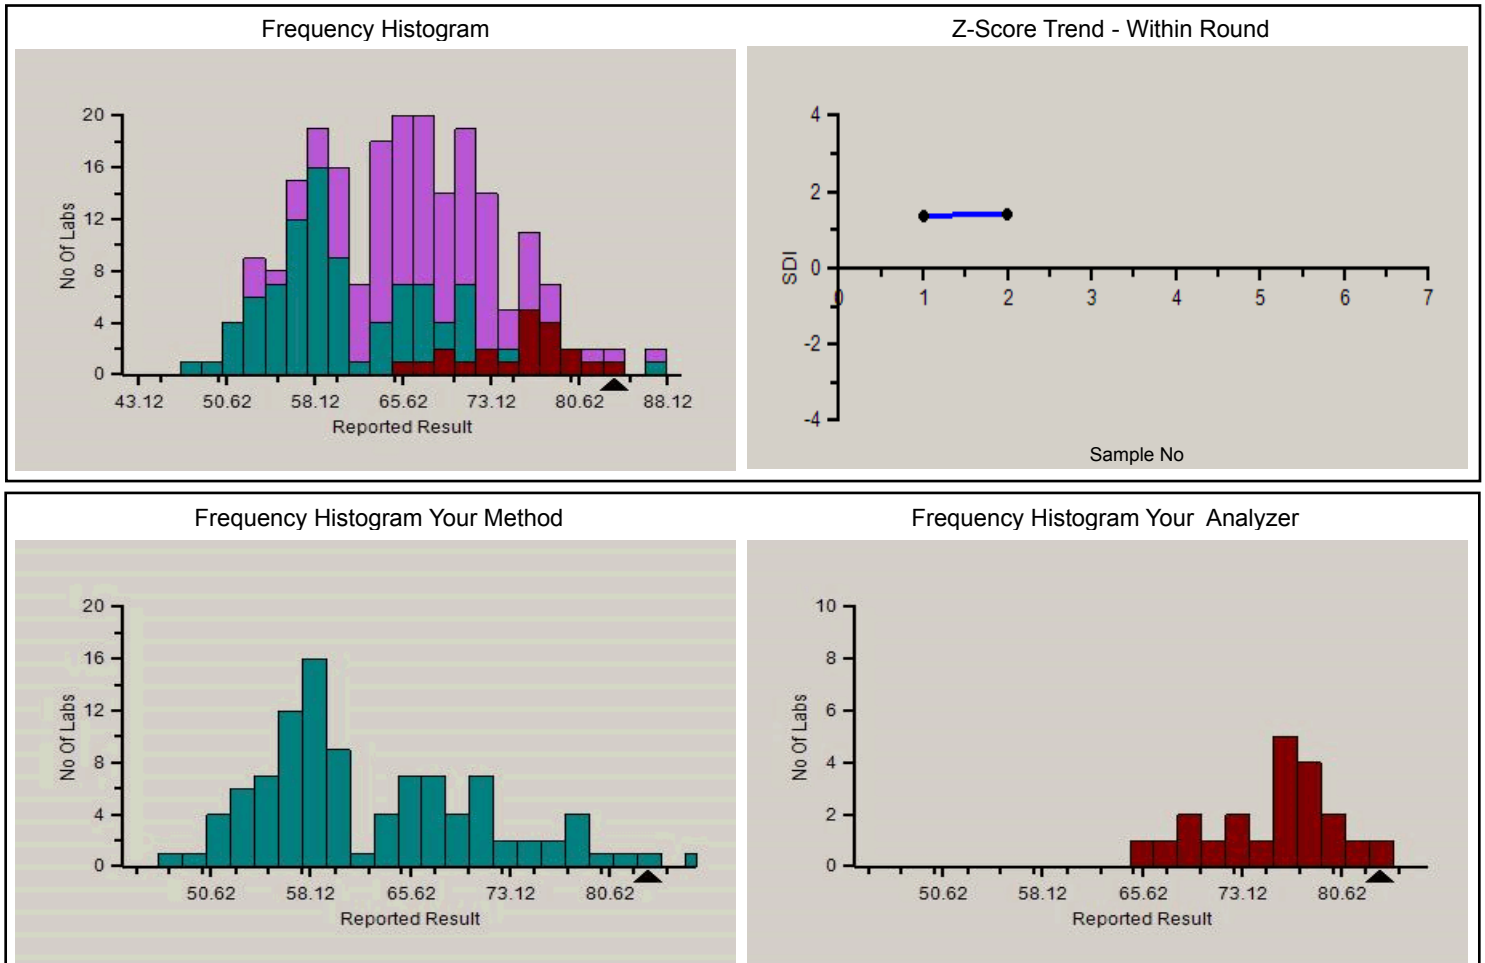 Frequency Histogram
20
16
12
8
4
0
No Of Labs
43.12 50.62 58.12 65.62 73.12 80.62 88.12
Reported Result
Z-Score Trend - Within Round
4
2
0
-2
-4
SDI
0 1 2 3 4 5 6 7
Sample No
Frequency Histogram Your Method
20
16
12
8
4
0
No Of Labs
50.62 58.12 65.62 73.12 80.62
Reported Result
Frequency Histogram Your Analyzer
10
8
6
4
2
0
No Of Labs
50.62 58.12 65.62 73.12 80.62
Reported Result